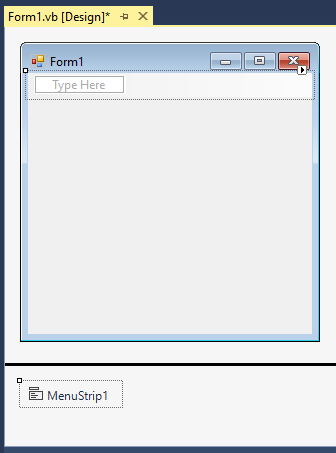 Form1.vb [Design]*
Form1
Type Here
MenuStrip1